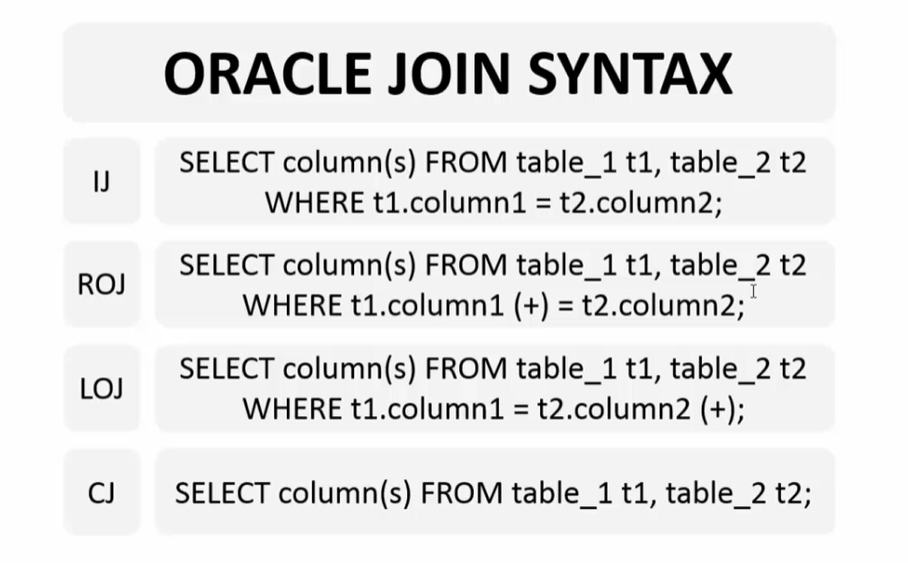 ORACLE JOIN SYNTAX
IJ
SELECT column(s) FROM table_1 t1, table_2 t2
WHERE t1.column1 = t2.column2;
ROJ
SELECT column(s) FROM table_1 t1, table_2 t2
WHERE t1.column1 (+) = t2.column2;
LOJ
SELECT column(s) FROM table_1 t1, table_2 t2
WHERE t1.column1 = t2.column2 (+);
CJ
SELECT column(s) FROM table_1 t1, table_2 t2;